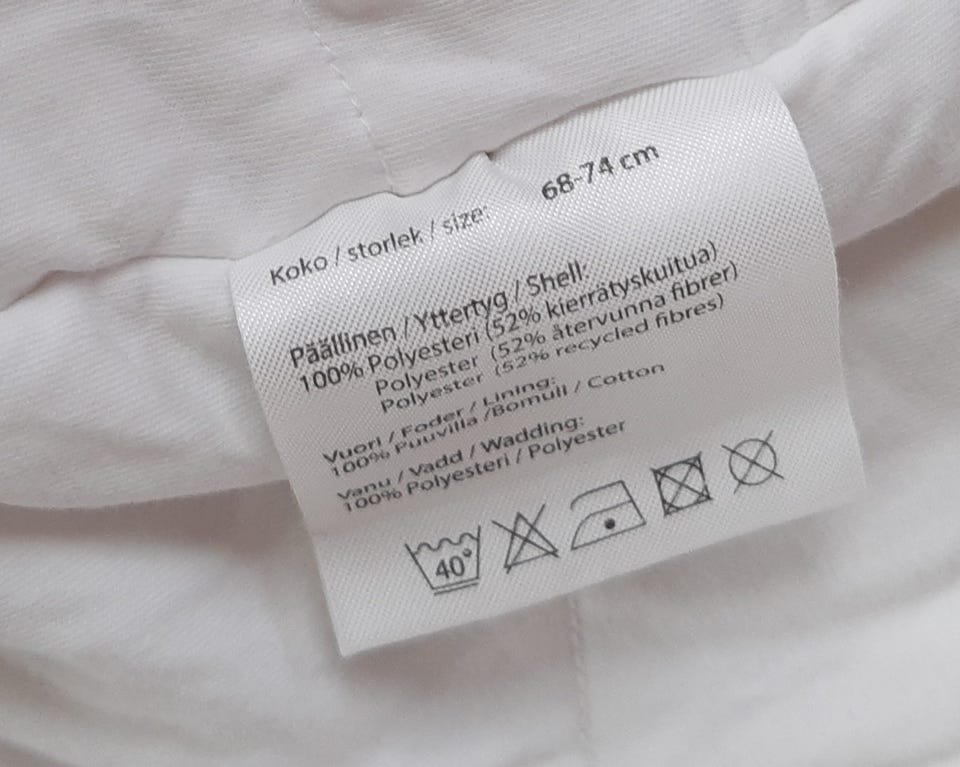 Koko / storlek / size: 68-74 cm
Päällinen / Yttertyg / Shell:
100% Polyesteri (52% kierrätyskuitua)
Polyester (52% återvunna fibrer)
Polyester (52% recycled fibres)
Vuori / Foder / Lining:
100% Puuvilla /Bomull / Cotton
Vanu / Vadd / Wadding:
100% Polyesteri / Polyester
40°